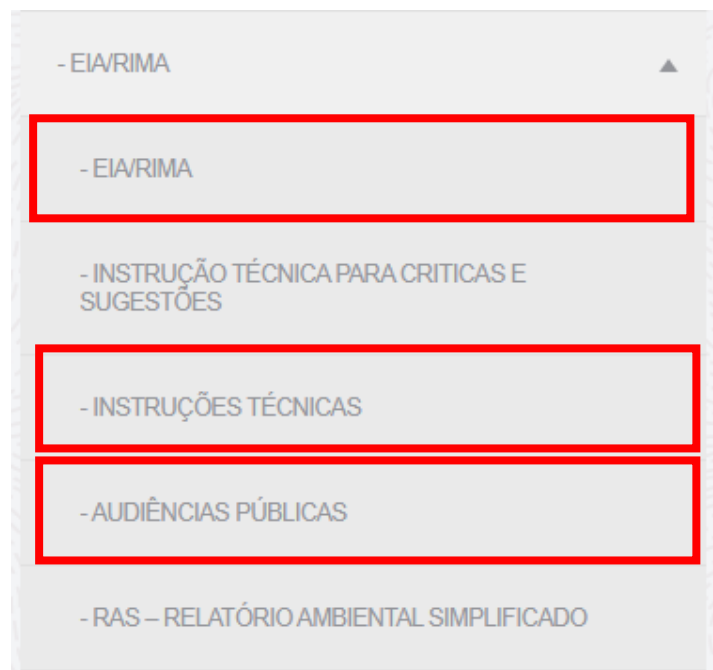 - EIA/RIMA
- EIA/RIMA
- INSTRUÇÃO TÉCNICA PARA CRITICAS E
SUGESTÕES
- INSTRUÇÕES TÉCNICAS
- AUDIÊNCIAS PÚBLICAS
- RAS – RELATÓRIO AMBIENTAL SIMPLIFICADO